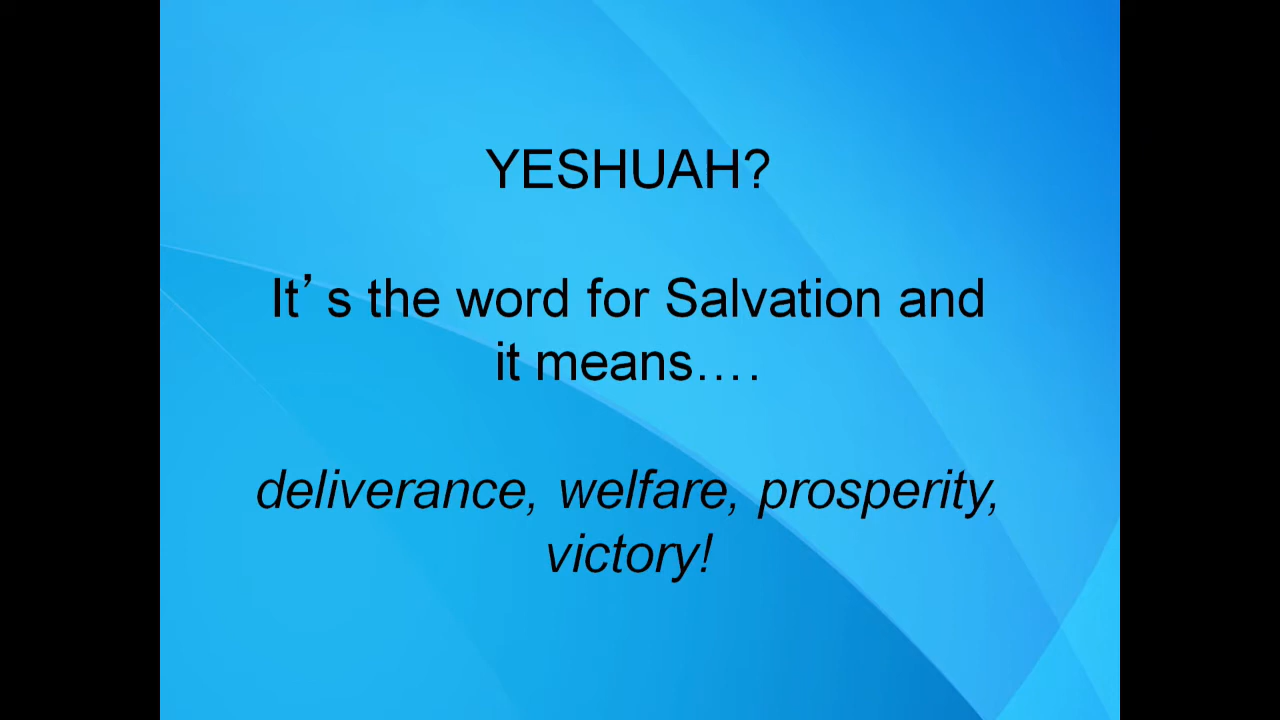 YESHUAH?
It’s the word for Salvation and
it means….
deliverance, welfare, prosperity,
victory!